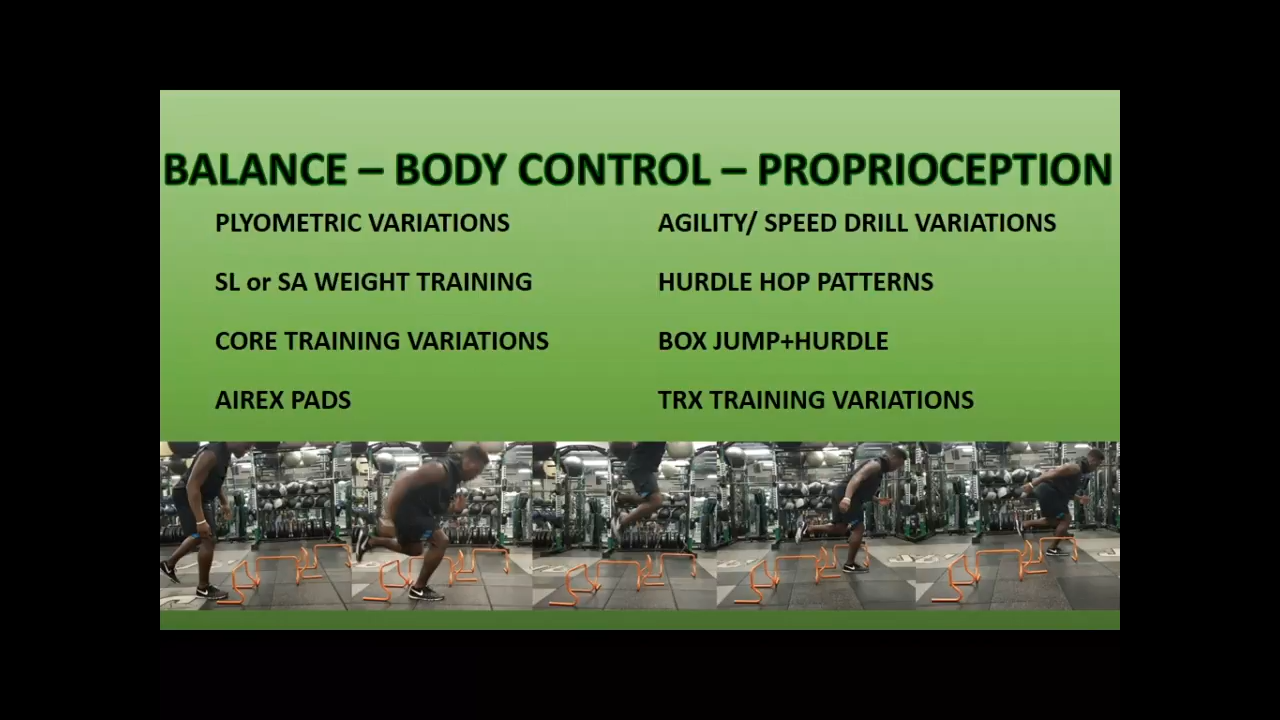 BALANCE – BODY CONTROL – PROPRIOCEPTION
PLYOMETRIC VARIATIONS
SL or SA WEIGHT TRAINING
CORE TRAINING VARIATIONS
AIREX PADS
AGILITY/ SPEED DRILL VARIATIONS
HURDLE HOP PATTERNS
BOX JUMP+HURDLE
TRX TRAINING VARIATIONS